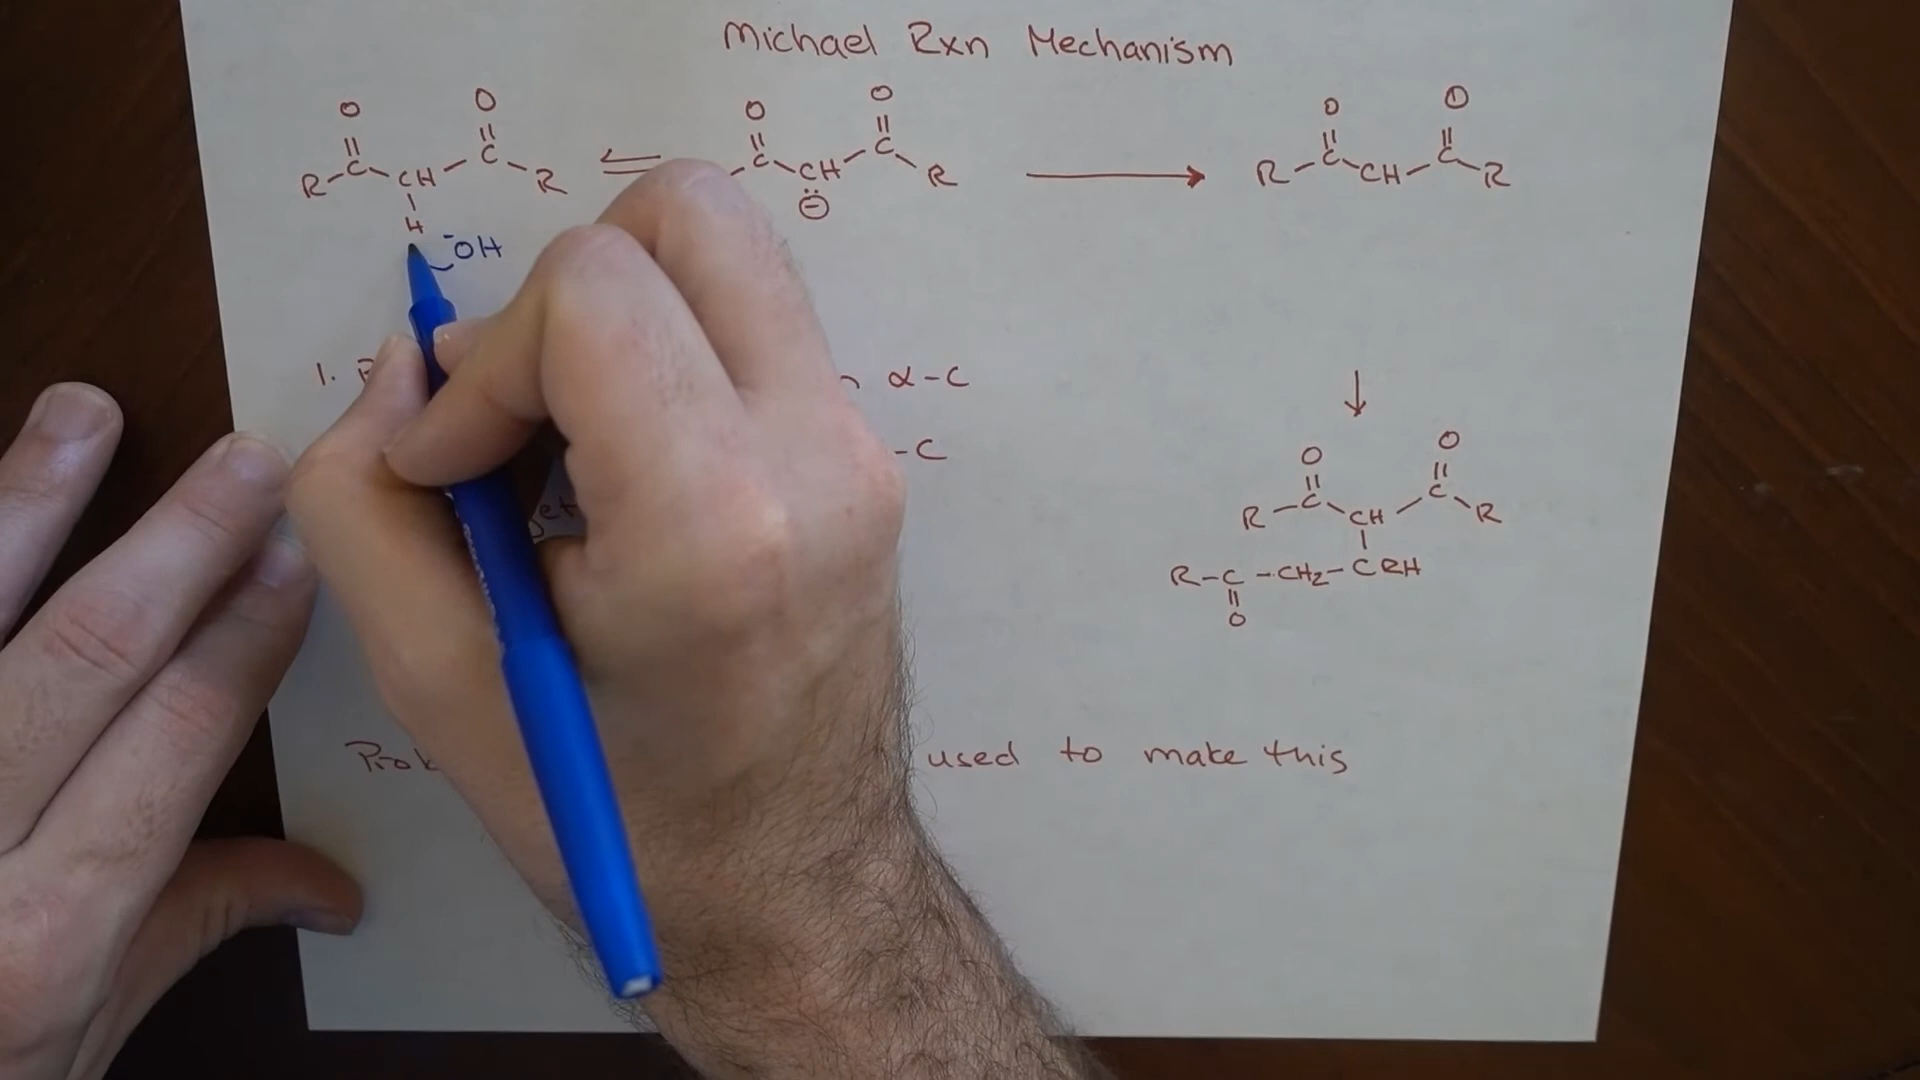 Michael Rxn Mechanism
O O O O O O
|| || || || || ||
R-C-CH-C-R C-CH-C-R R-C-CH-C-R
H ⊖
⁻OH
1. α-C
-C
O O
|| ||
R-C-CH-C-R
R-C-CH₂-CRH
||
O
used to make this